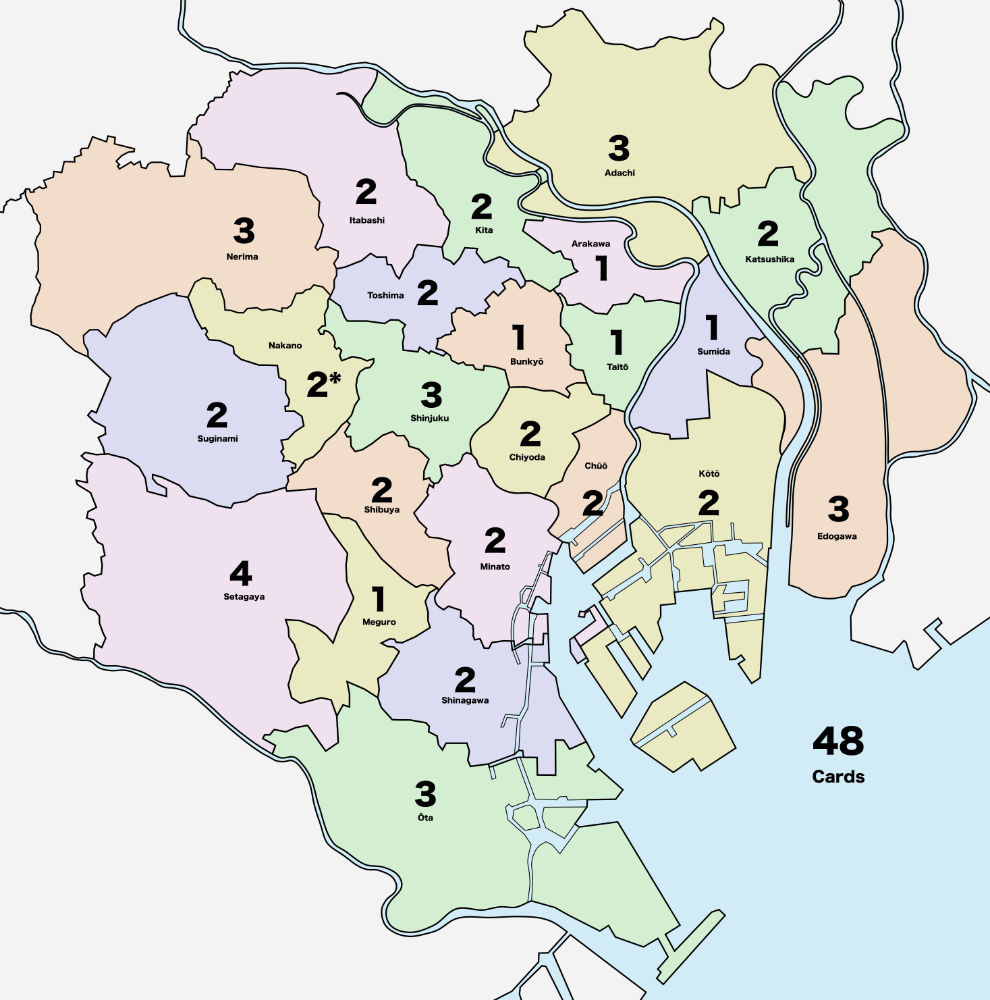 3
Adachi
2
Itabashi
2
Kita
3
Nerima
2
Katsushika
Arakawa
1
Toshima 2
1
Bunkyō
1
Taitō
1
Sumida
Nakano
2*
3
Shinjuku
2
Suginami
2
Chiyoda
Chūō
2
Kōtō
2
2
Shibuya
3
Edogawa
2
Minato
4
Setagaya
1
Meguro
2
Shinagawa
48
Cards
3
Ōta